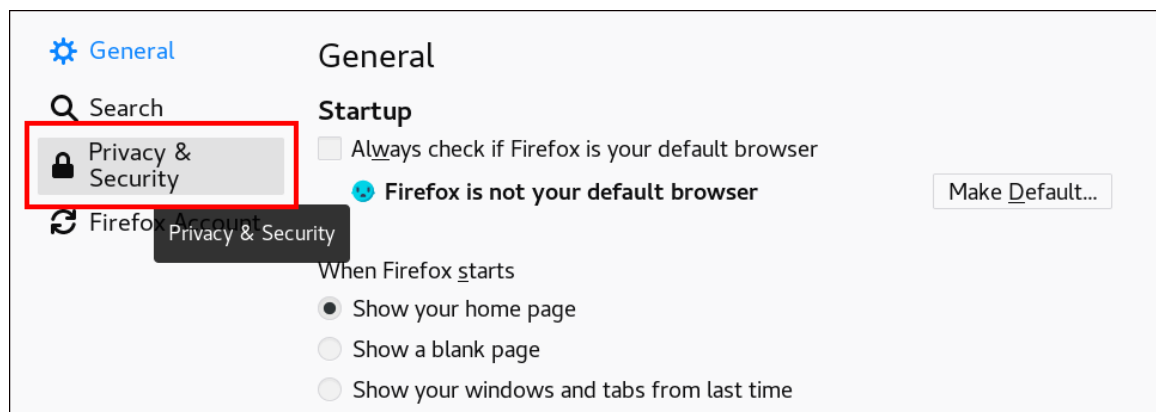 General
Search
Privacy &
Security
Firefox Account
Privacy & Security
General
Startup
Always check if Firefox is your default browser
Firefox is not your default browser
Make Default...
When Firefox starts
Show your home page
Show a blank page
Show your windows and tabs from last time